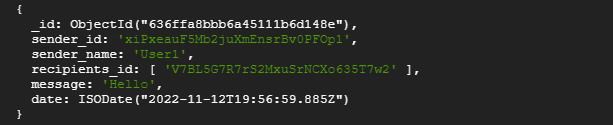 {
_id: ObjectId("636ffa8bbb6a45111b6d148e"),
sender_id: 'xiPxeauF5Mb2juXmEnsrBv0PFOp1',
sender_name: 'User1',
recipients_id: [ 'V7BL5G7R7rS2MxuSrNCXo635T7w2' ],
message: 'Hello',
date: ISODate("2022-11-12T19:56:59.885Z")
}